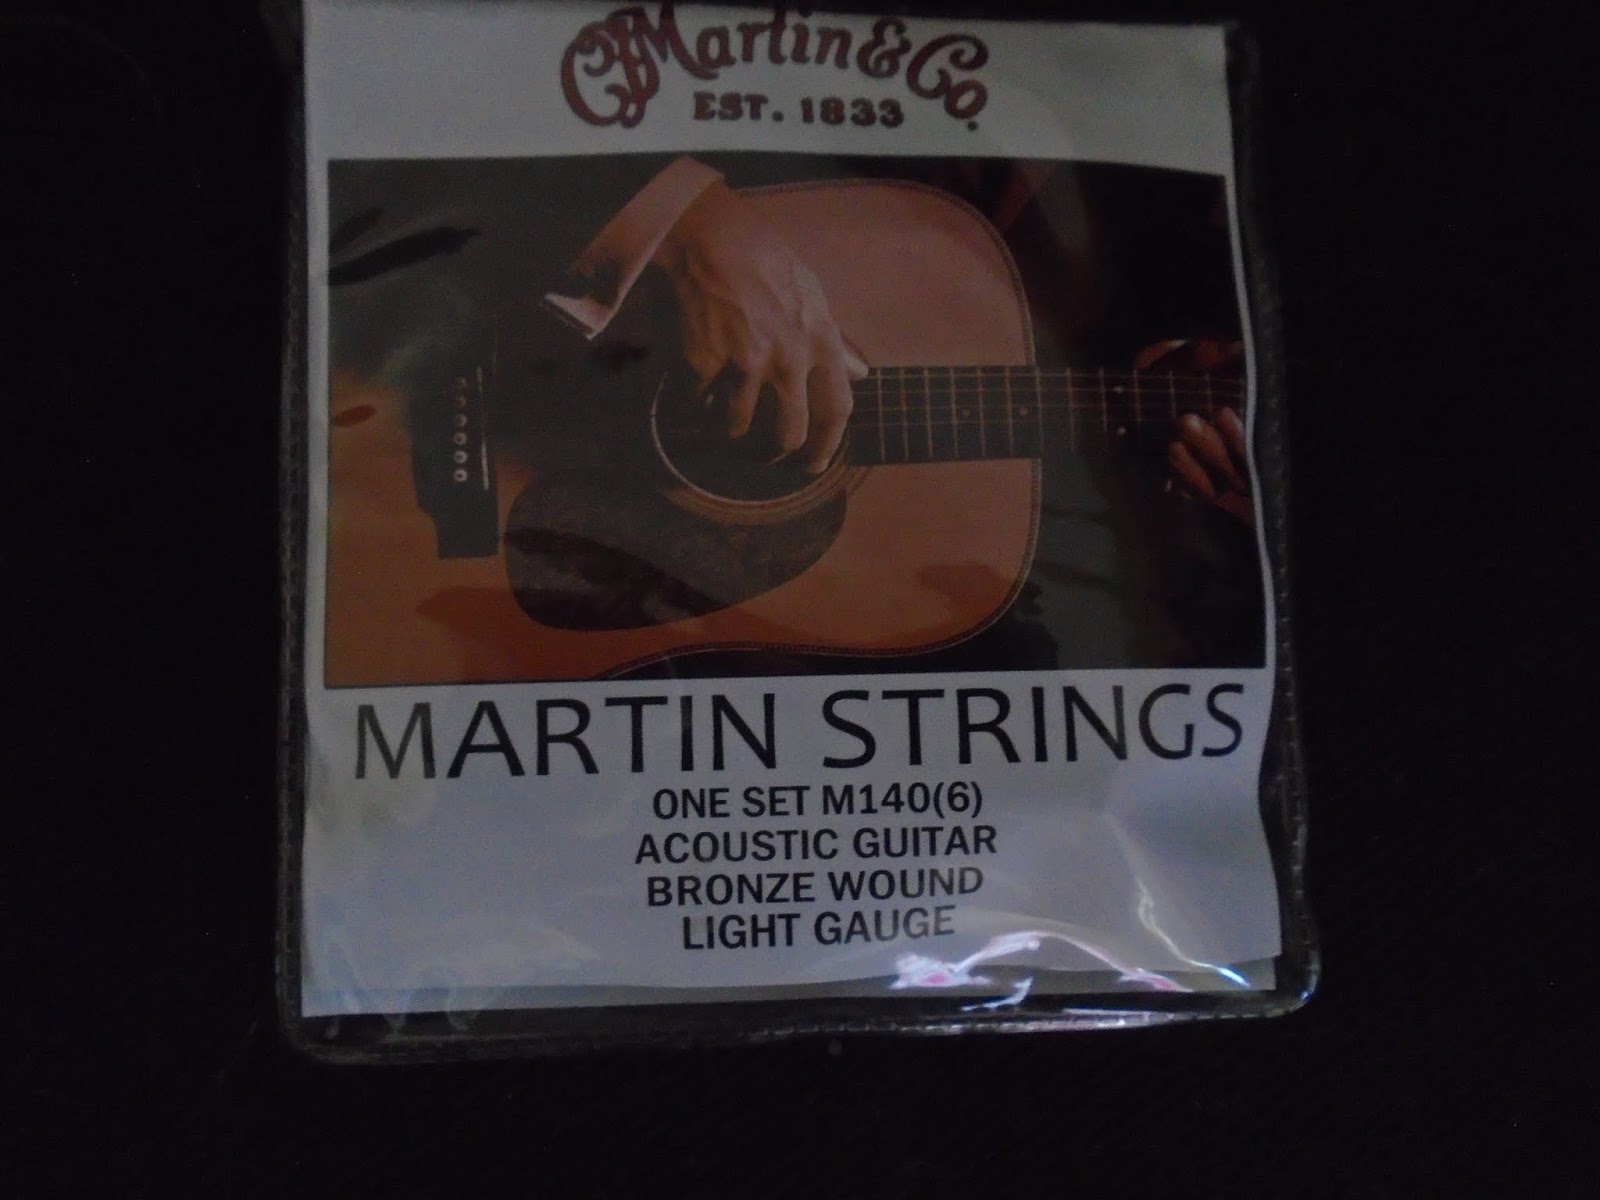 CFMartin & Co.
EST. 1833
MARTIN STRINGS
ONE SET M140(6)
ACOUSTIC GUITAR
BRONZE WOUND
LIGHT GAUGE